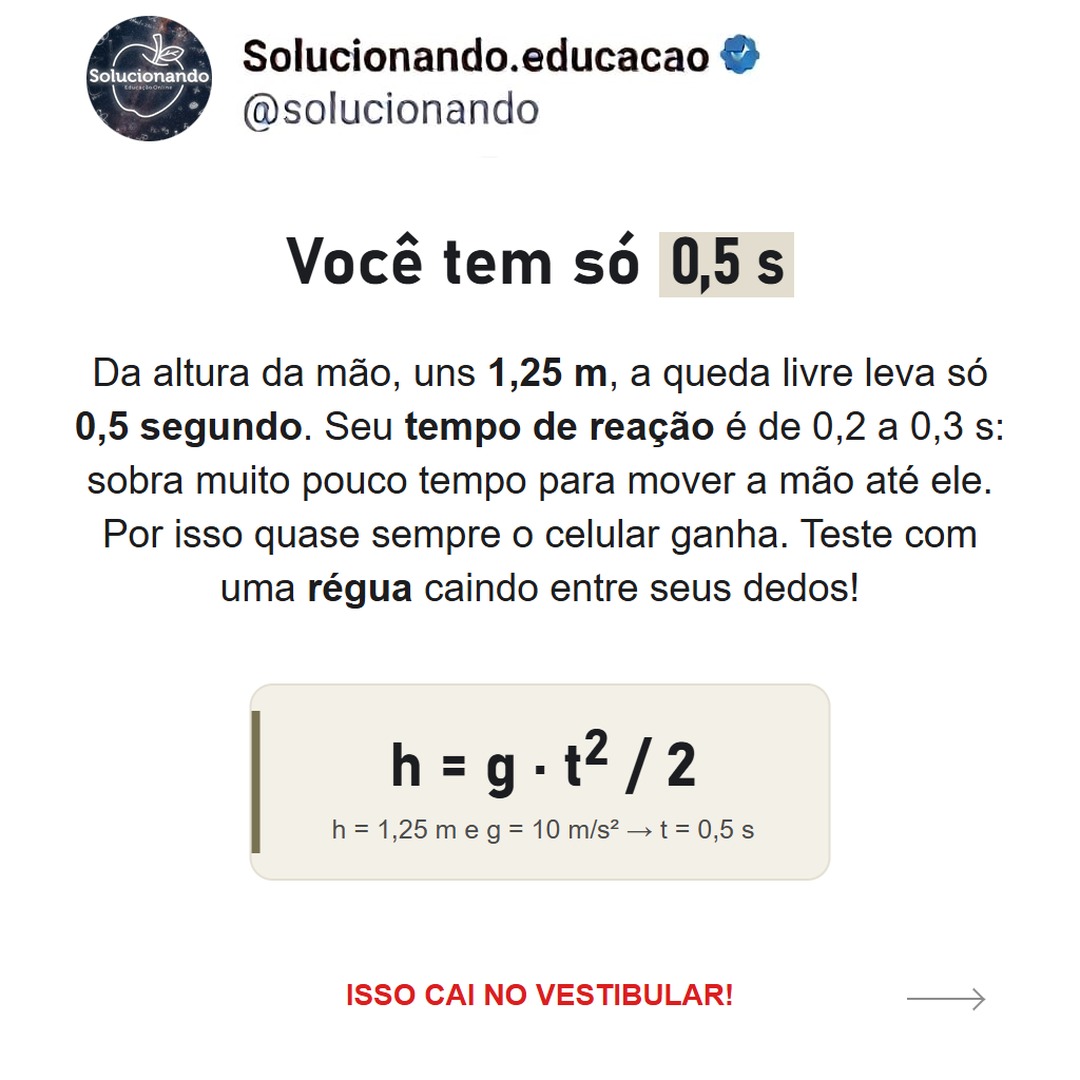 Solucionando
Educação Online
Solucionando.educacao
@solucionando
Você tem só 0,5 s
Da altura da mão, uns 1,25 m, a queda livre leva só
0,5 segundo. Seu tempo de reação é de 0,2 a 0,3 s:
sobra muito pouco tempo para mover a mão até ele.
Por isso quase sempre o celular ganha. Teste com
uma régua caindo entre seus dedos!
h = g · t² / 2
h = 1,25 m e g = 10 m/s² → t = 0,5 s
ISSO CAI NO VESTIBULAR!